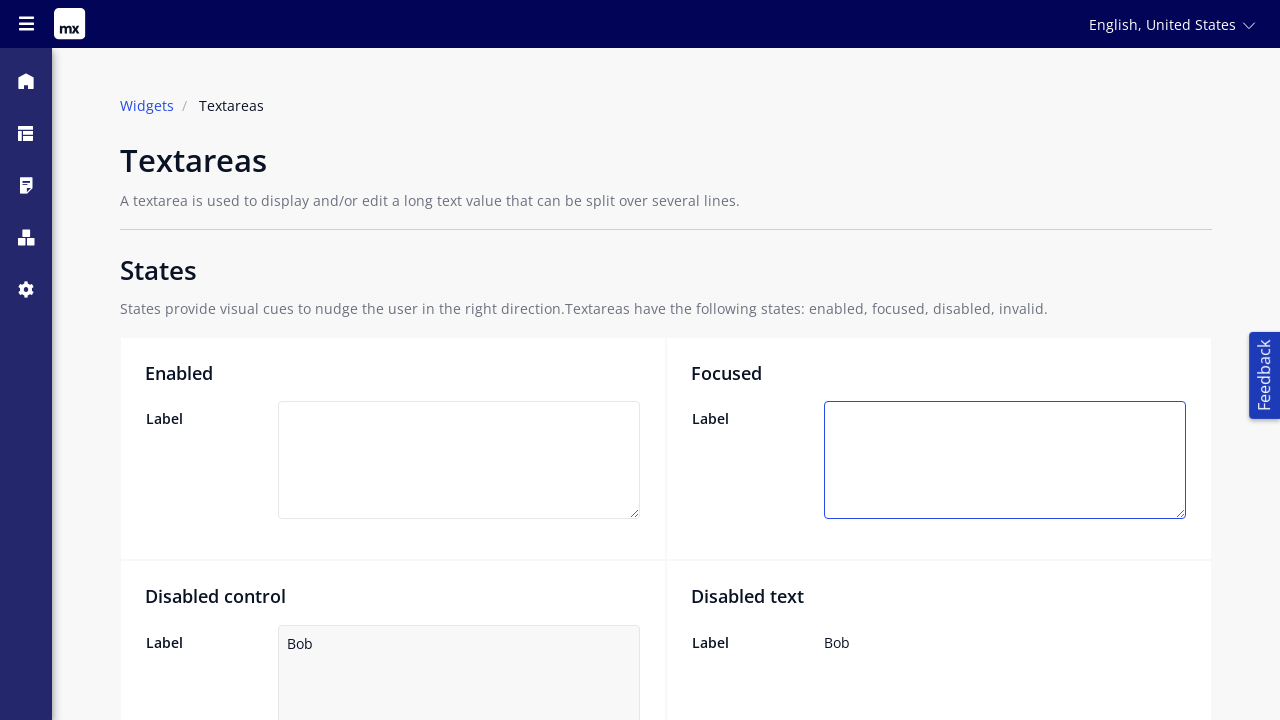 mx
English, United States
Widgets / Textareas
Textareas
A textarea is used to display and/or edit a long text value that can be split over several lines.
States
States provide visual cues to nudge the user in the right direction.Textareas have the following states: enabled, focused, disabled, invalid.
Feedback
Enabled
Label
Focused
Label
Disabled control
Label
Bob
Disabled text
Label
Bob